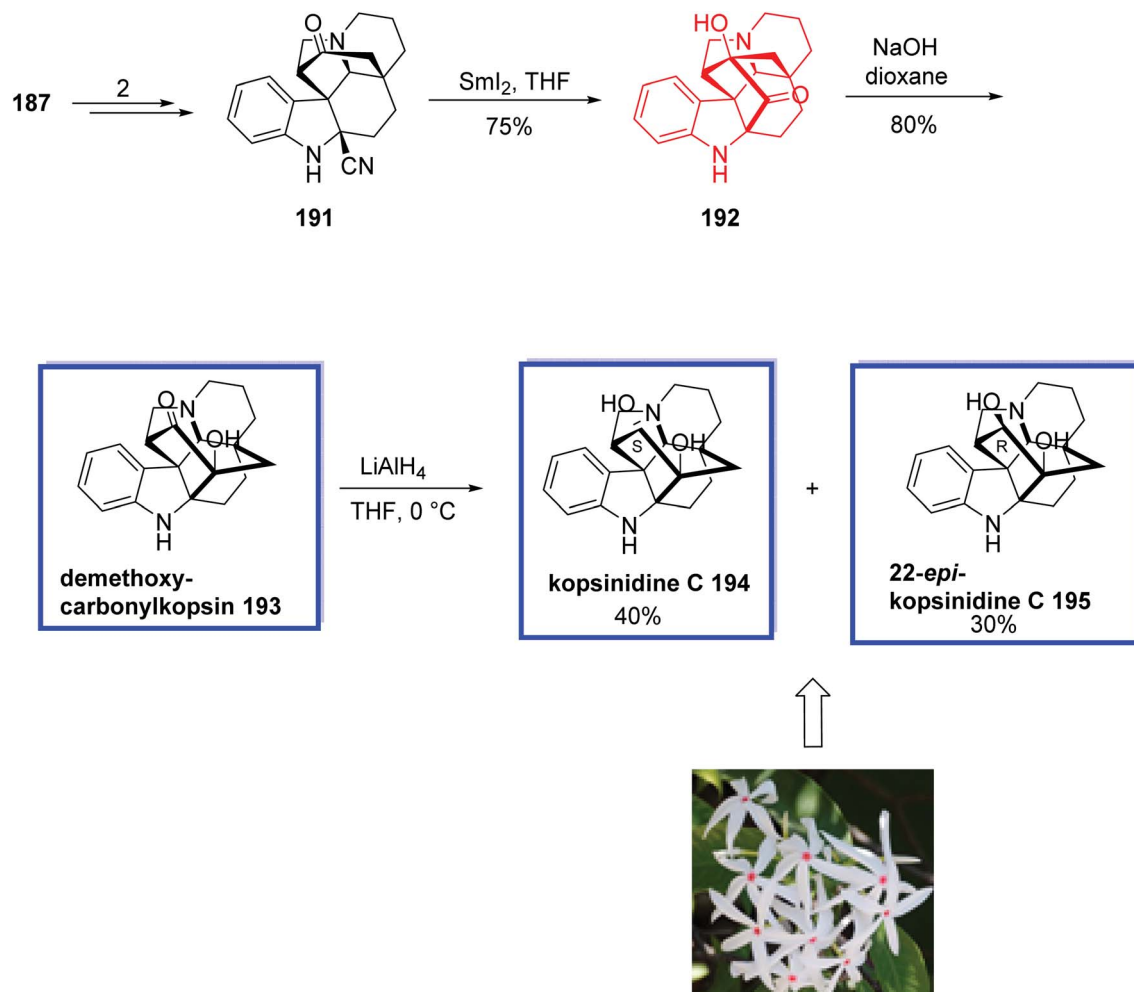 187
2
O
N
N
H
CN
191
SmI2, THF
75%
HO
N
O
N
H
192
NaOH
dioxane
80%
O
N
OH
N
H
demethoxy-
carbonylkopsin 193
LiAlH4
THF, 0 °C
HO
N
S
OH
N
H
kopsinidine C 194
40%
+
HO
N
R
OH
N
H
22-epi-
kopsinidine C 195
30%